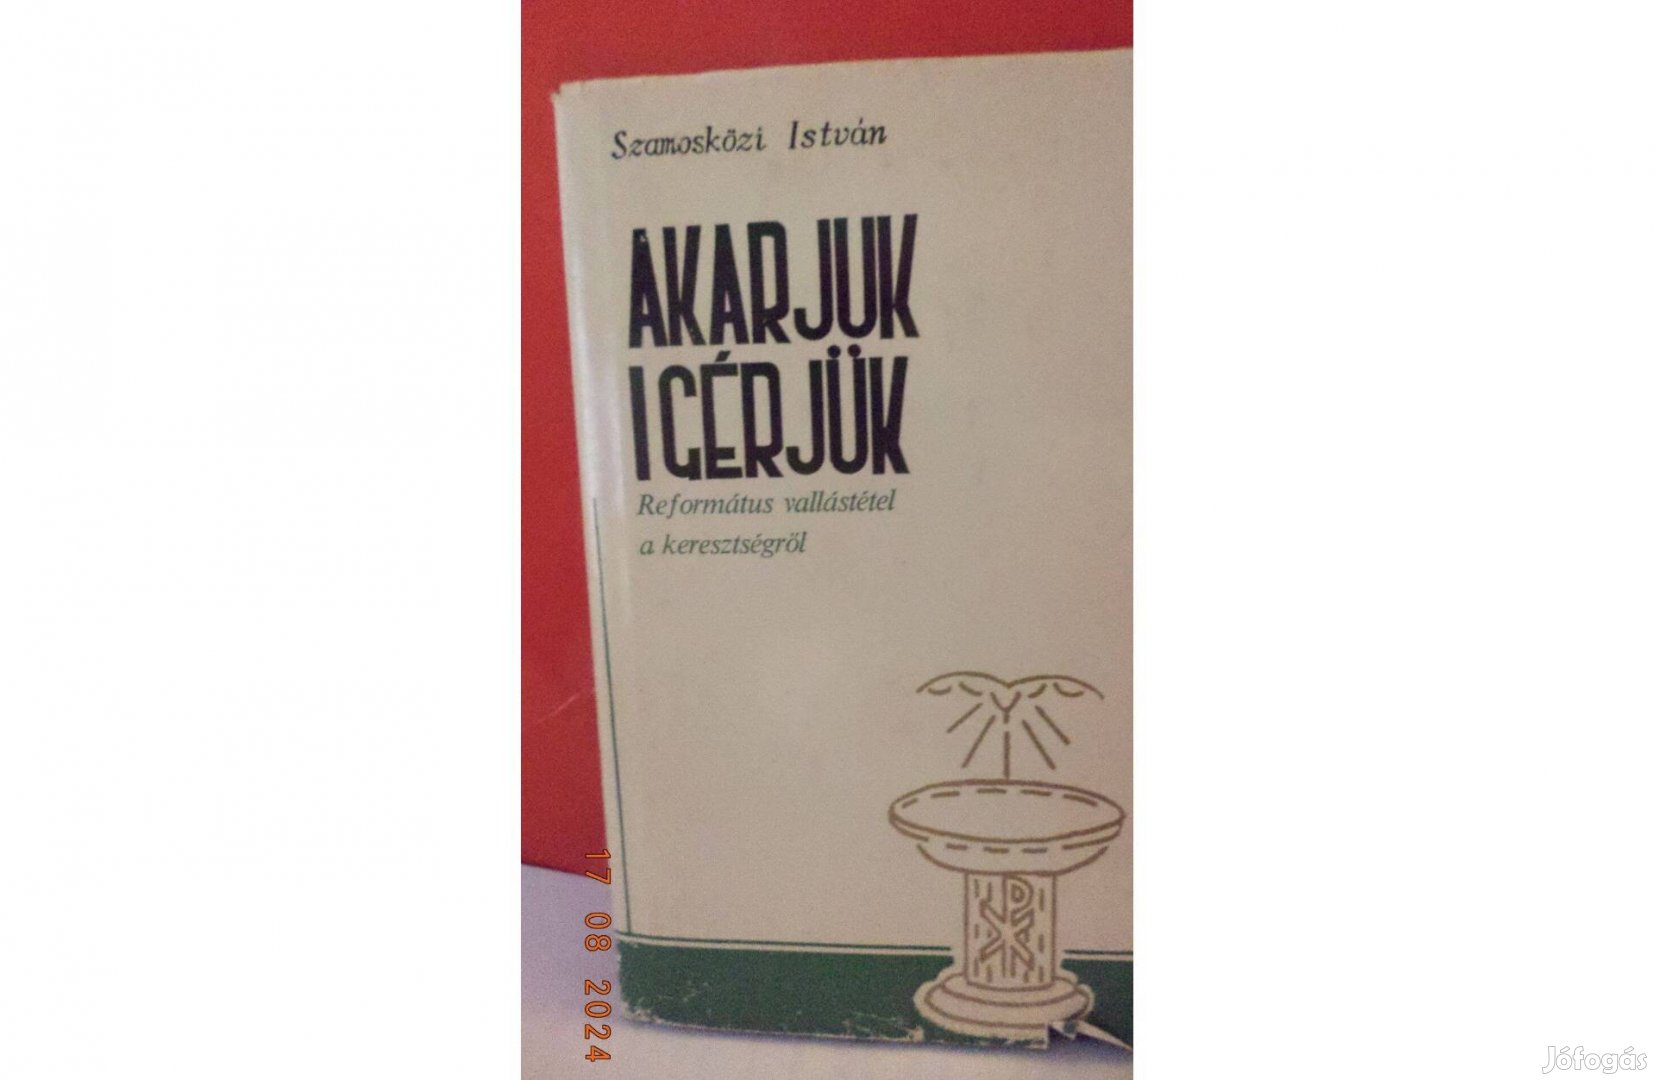 Szamosközi István
AKARJUK
IGÉRJÜK
Református vallástétel
a keresztségről
17 08 2024
Jófogás